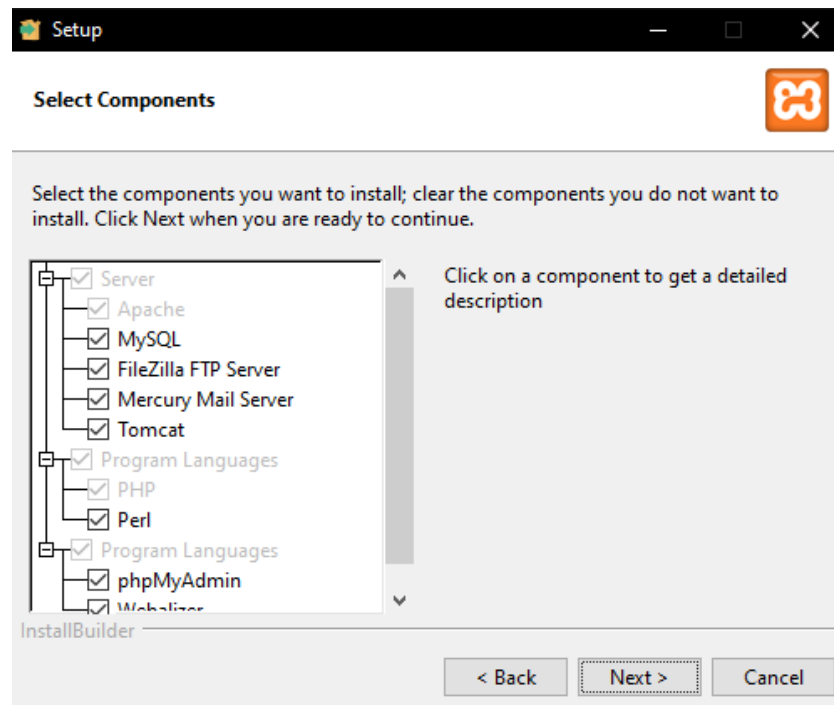 Setup
Select Components
Select the components you want to install; clear the components you do not want to
install. Click Next when you are ready to continue.
Server
Apache
MySQL
FileZilla FTP Server
Mercury Mail Server
Tomcat
Program Languages
PHP
Perl
Program Languages
phpMyAdmin
Webalizer
Click on a component to get a detailed
description
InstallBuilder
< Back
Next >
Cancel